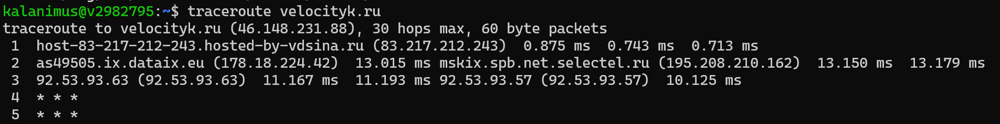 kalanimus@v2982795:~$ traceroute velocityk.ru
traceroute to velocityk.ru (46.148.231.88), 30 hops max, 60 byte packets
 1  host-83-217-212-243.hosted-by-vdsina.ru (83.217.212.243)  0.875 ms  0.743 ms  0.713 ms
 2  as49505.ix.dataix.eu (178.18.224.42)  13.015 ms mskix.spb.net.selectel.ru (195.208.210.162)  13.150 ms  13.179 ms
 3  92.53.93.63 (92.53.93.63)  11.167 ms  11.193 ms 92.53.93.57 (92.53.93.57)  10.125 ms
 4  * * *
 5  * * *